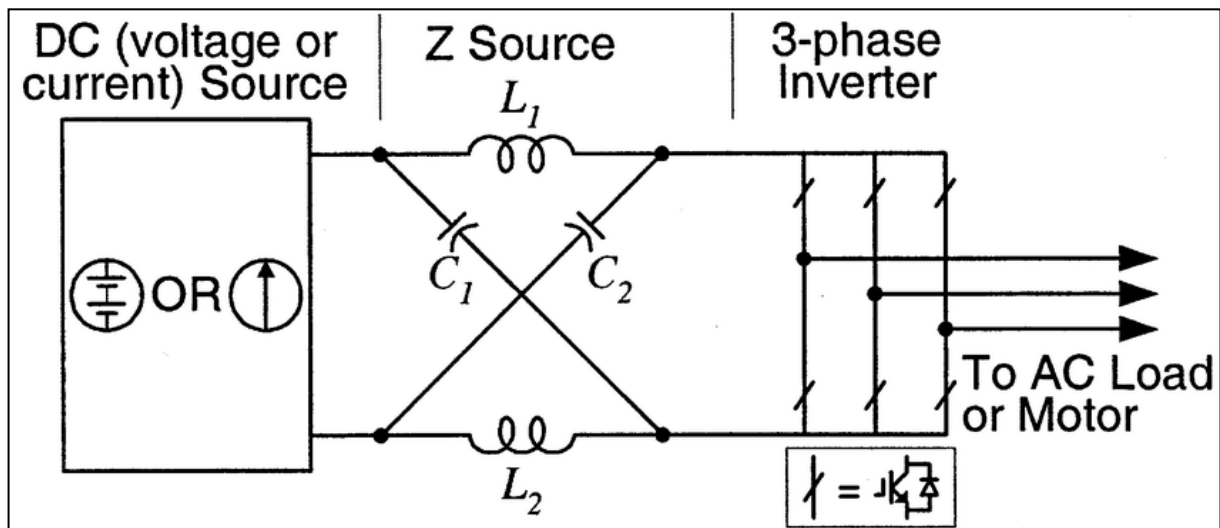 DC (voltage or
current) Source
Z Source
3-phase
Inverter
L1
C1
C2
OR
L2
To AC Load
or Motor
=